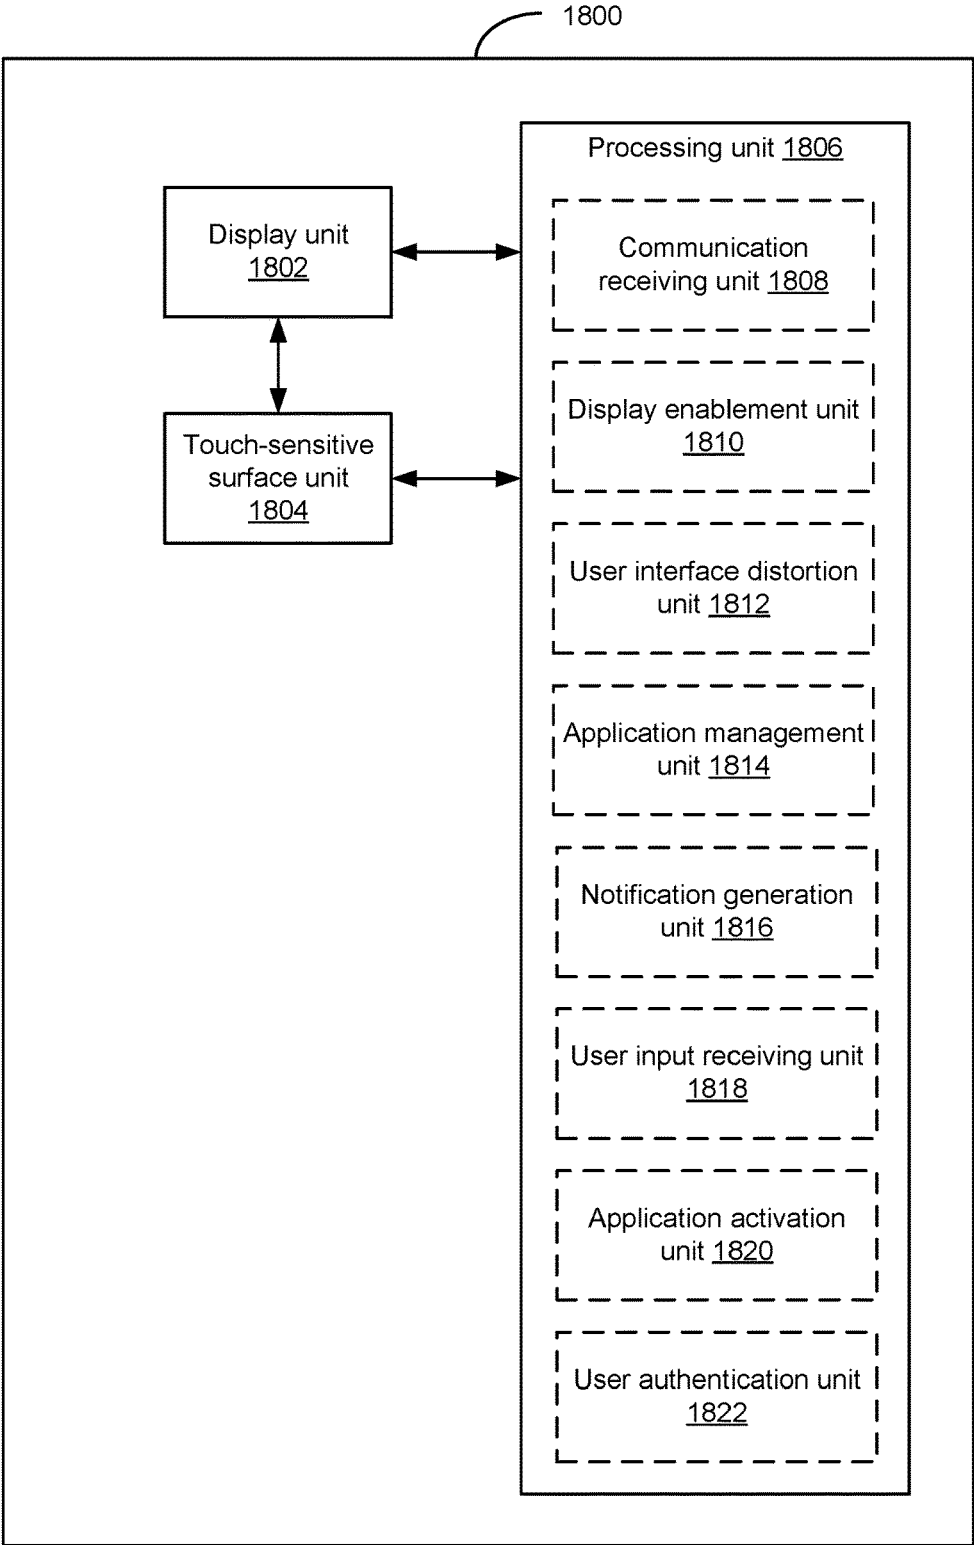 1800
Processing unit 1806
Display unit
1802
Touch-sensitive
surface unit
1804
Communication
receiving unit 1808
Display enablement unit
1810
User interface distortion
unit 1812
Application management
unit 1814
Notification generation
unit 1816
User input receiving unit
1818
Application activation
unit 1820
User authentication unit
1822